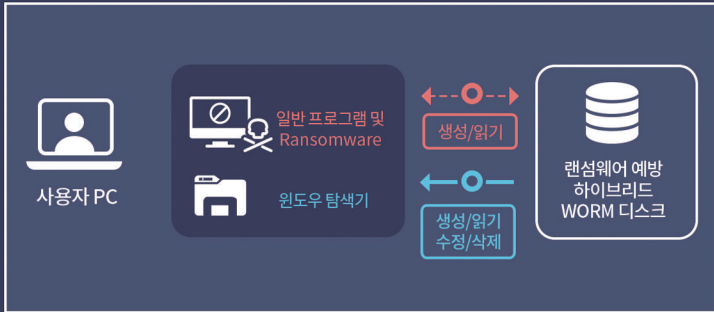 사용자 PC
일반 프로그램 및
Ransomware
윈도우 탐색기
생성/읽기
생성/읽기
수정/삭제
랜섬웨어 예방
하이브리드
WORM 디스크